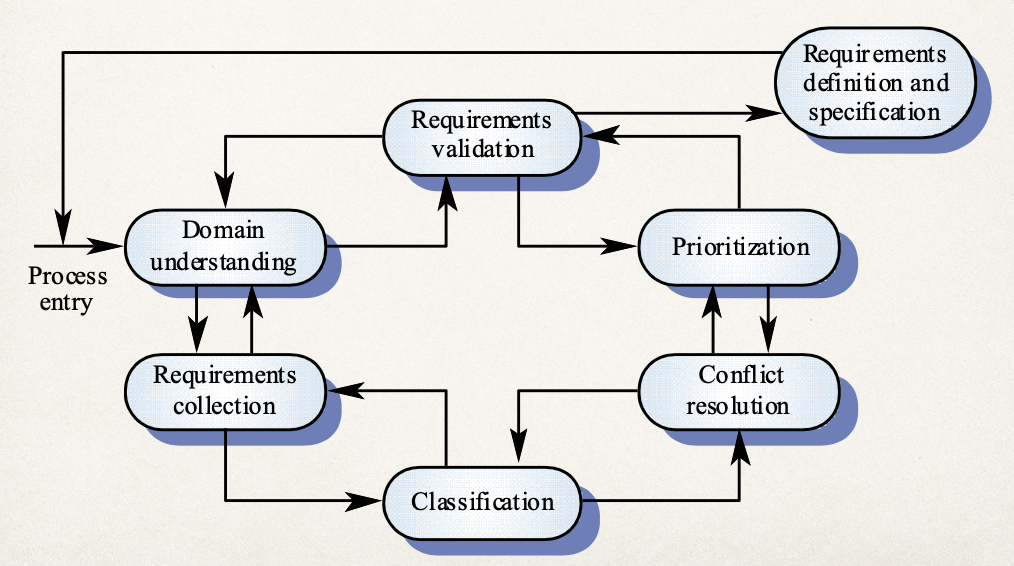 Requirements
definition and
specification
Requirements
validation
Domain
understanding
Prioritization
Process
entry
Requirements
collection
Conflict
resolution
Classification